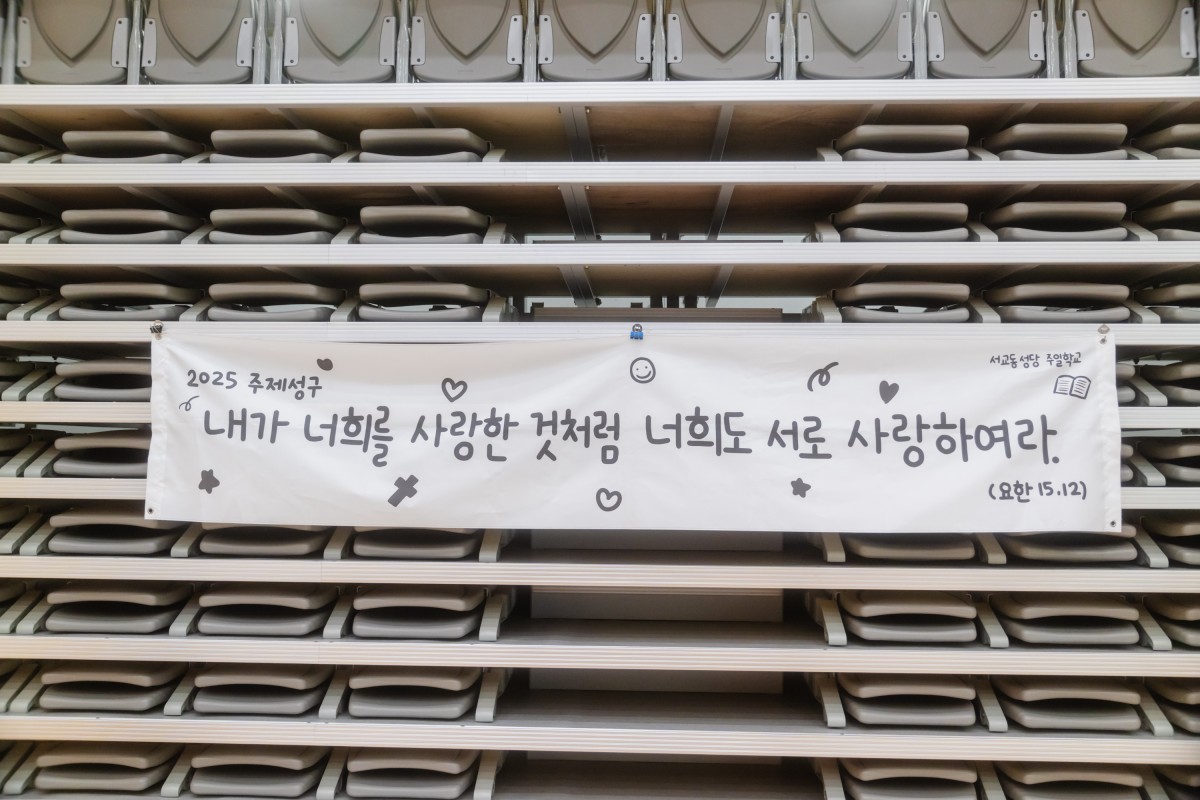 2025 주제성구
서교동성당 주일학교
내가 너희를 사랑한 것처럼 너희도 서로 사랑하여라.
(요한 15.12)